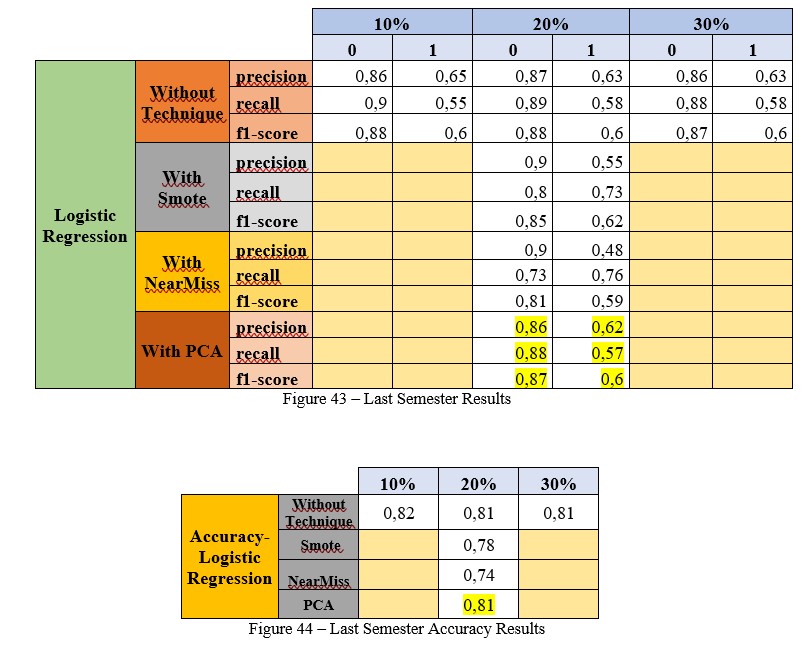 10% 20% 30%
0 1 0 1 0 1
Logistic Regression
Without Technique
precision 0,86 0,65 0,87 0,63 0,86 0,63
recall 0,9 0,55 0,89 0,58 0,88 0,58
f1-score 0,88 0,6 0,88 0,6 0,87 0,6
With Smote
precision 0,9 0,55
recall 0,8 0,73
f1-score 0,85 0,62
With NearMiss
precision 0,9 0,48
recall 0,73 0,76
f1-score 0,81 0,59
With PCA
precision 0,86 0,62
recall 0,88 0,57
f1-score 0,87 0,6
Figure 43 – Last Semester Results
10% 20% 30%
Accuracy-Logistic Regression
Without Technique 0,82 0,81 0,81
Smote 0,78
NearMiss 0,74
PCA 0,81
Figure 44 – Last Semester Accuracy Results